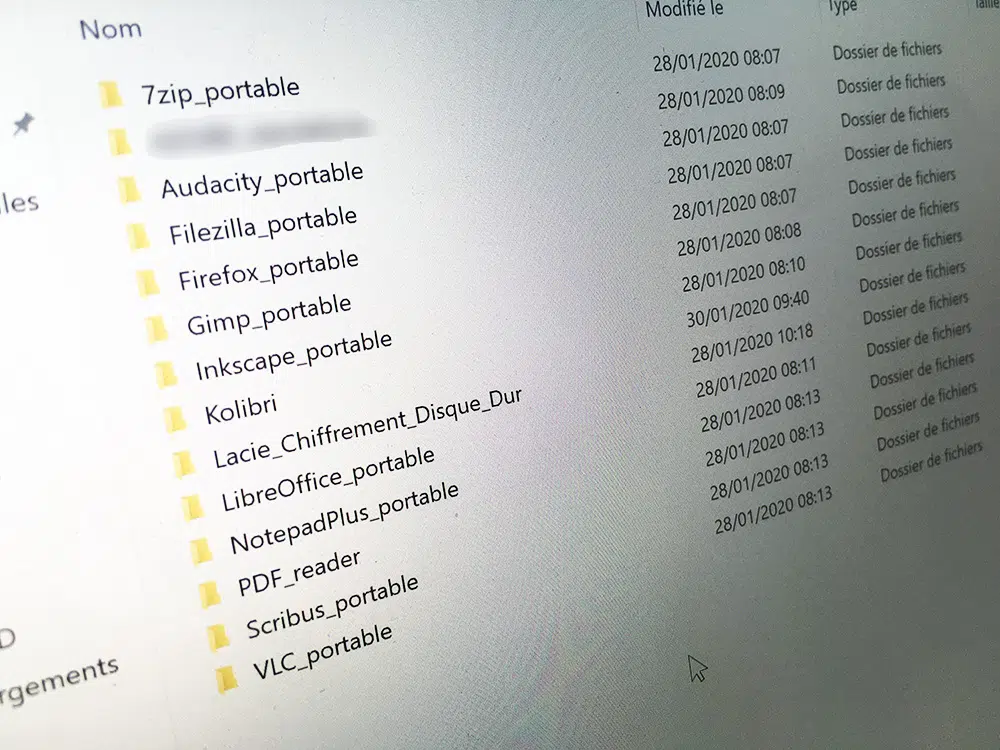 Nom Modifié le Type Taille
7zip_portable 28/01/2020 08:07 Dossier de fichiers
28/01/2020 08:09 Dossier de fichiers
Audacity_portable 28/01/2020 08:07 Dossier de fichiers
Filezilla_portable 28/01/2020 08:07 Dossier de fichiers
Firefox_portable 28/01/2020 08:07 Dossier de fichiers
Gimp_portable 28/01/2020 08:08 Dossier de fichiers
Inkscape_portable 28/01/2020 08:10 Dossier de fichiers
Kolibri 30/01/2020 09:40 Dossier de fichiers
Lacie_Chiffrement_Disque_Dur 28/01/2020 10:18 Dossier de fichiers
LibreOffice_portable 28/01/2020 08:11 Dossier de fichiers
NotepadPlus_portable 28/01/2020 08:13 Dossier de fichiers
PDF_reader 28/01/2020 08:13 Dossier de fichiers
Scribus_portable 28/01/2020 08:13 Dossier de fichiers
VLC_portable 28/01/2020 08:13 Dossier de fichiers
les
D
rgements